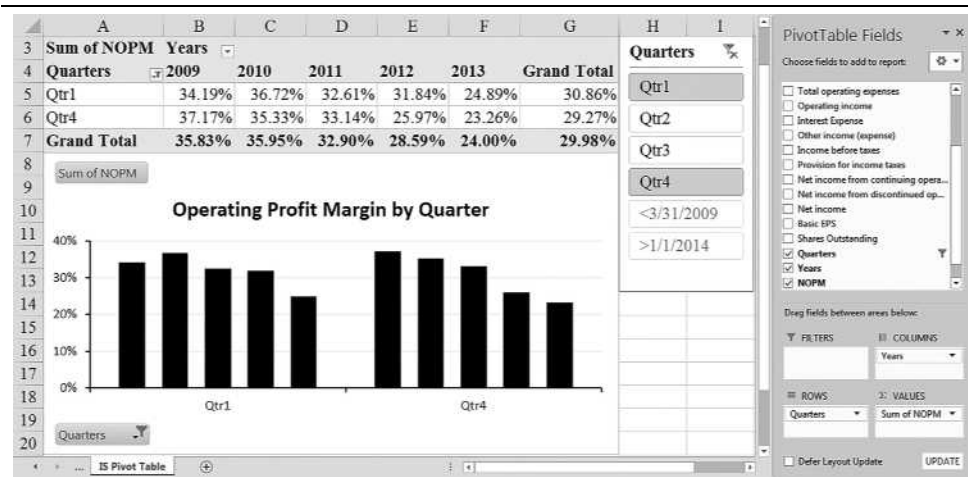 A B C D E F G H I
3 Sum of NOPM Years
4 Quarters 2009 2010 2011 2012 2013 Grand Total
5 Qtr1 34.19% 36.72% 32.61% 31.84% 24.89% 30.86%
6 Qtr4 37.17% 35.33% 33.14% 25.97% 23.26% 29.27%
7 Grand Total 35.83% 35.95% 32.90% 28.59% 24.00% 29.98%
8
9
10
11
12
13
14
15
16
17
18
19
20
Sum of NOPM
Operating Profit Margin by Quarter
40%
30%
20%
10%
0%
Qtr1 Qtr4
Quarters
... IS Pivot Table
Quarters
Qtr1
Qtr2
Qtr3
Qtr4
<3/31/2009
>1/1/2014
PivotTable Fields
Choose fields to add to report:
Total operating expenses
Operating income
Interest Expense
Other income (expense)
Income before taxes
Provision for income taxes
Net income from continuing opera...
Net income from discontinued op...
Net income
Basic EPS
Shares Outstanding
Quarters
Years
NOPM
Drag fields between areas below:
FILTERS COLUMNS
Years
ROWS Σ VALUES
Quarters Sum of NOPM
Defer Layout Update UPDATE